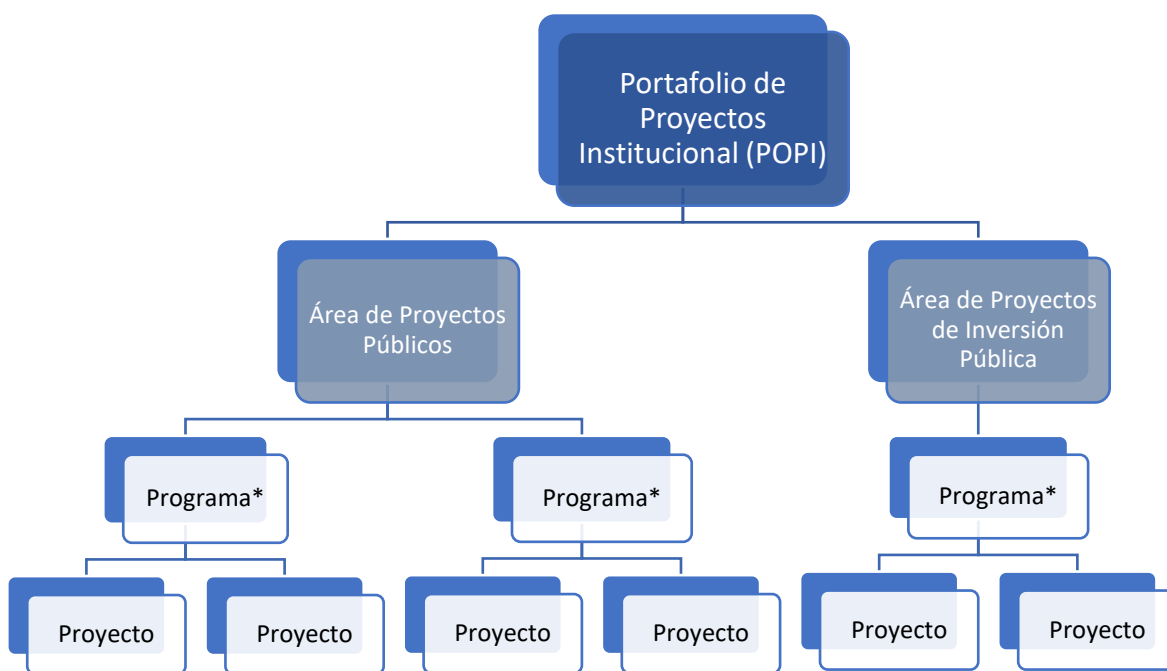 Portafolio de
Proyectos
Institucional (POPI)
Área de Proyectos
Públicos
Área de Proyectos
de Inversión
Pública
Programa*
Programa*
Programa*
Proyecto
Proyecto
Proyecto
Proyecto
Proyecto
Proyecto